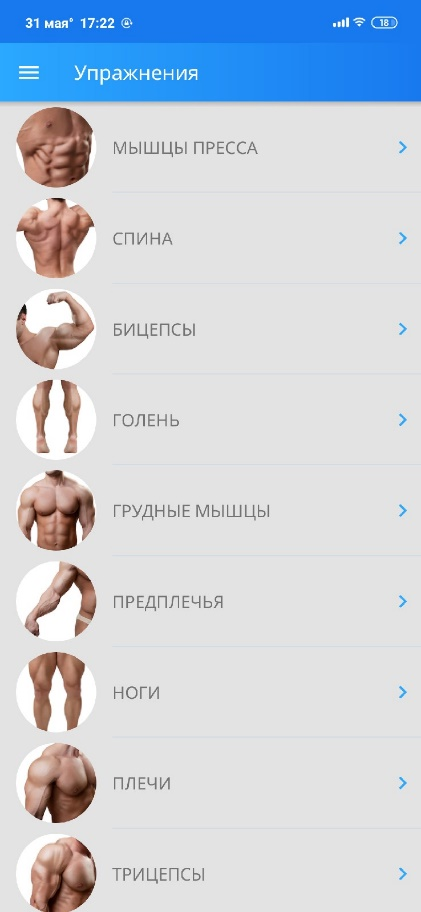 31 мая° 17:22
18
Упражнения
МЫШЦЫ ПРЕССА
СПИНА
БИЦЕПСЫ
ГОЛЕНЬ
ГРУДНЫЕ МЫШЦЫ
ПРЕДПЛЕЧЬЯ
НОГИ
ПЛЕЧИ
ТРИЦЕПСЫ